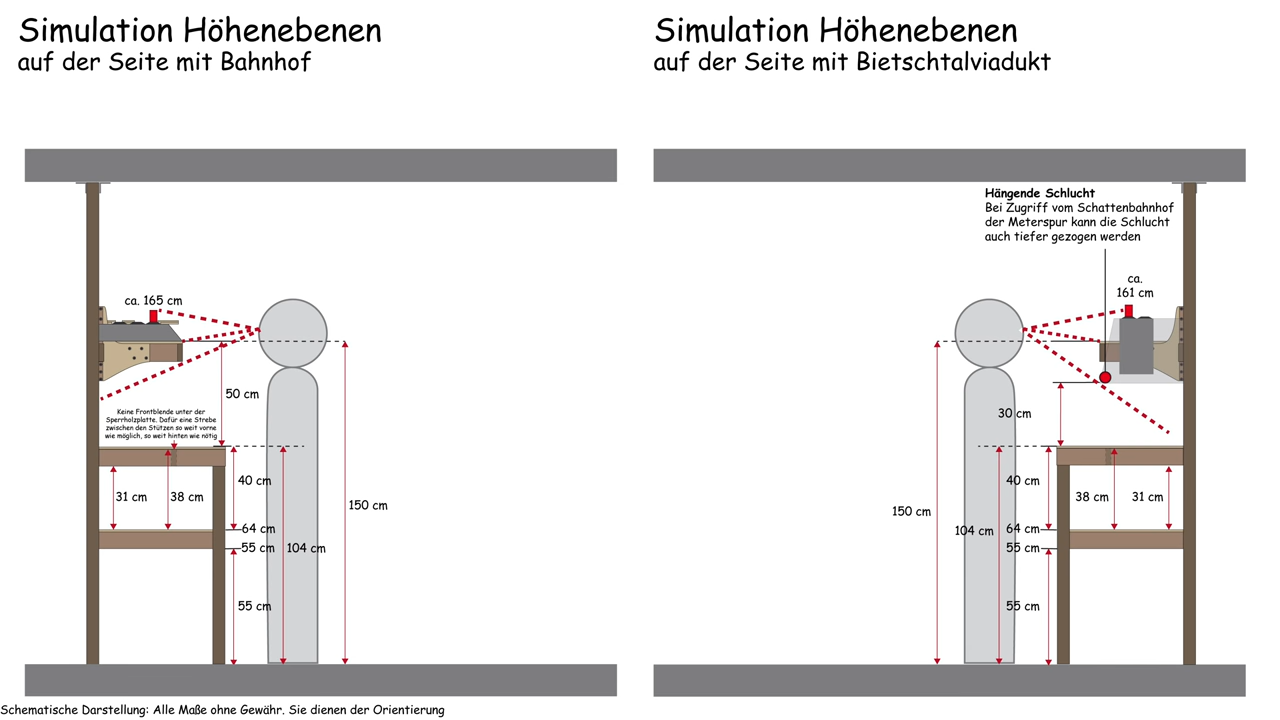 Simulation Höhenebenen
auf der Seite mit Bahnhof
ca. 165 cm
50 cm
Keine Frontblende unter der
Sperrholzplatte. Dafür eine Strebe
zwischen den Stützen so weit vorne
wie möglich, so weit hinten wie nötig
40 cm
31 cm
38 cm
150 cm
64 cm
55 cm
104 cm
55 cm
Simulation Höhenebenen
auf der Seite mit Bietschtalviadukt
Hängende Schlucht
Bei Zugriff vom Schattenbahnhof
der Meterspur kann die Schlucht
auch tiefer gezogen werden
ca.
161 cm
30 cm
40 cm
38 cm
31 cm
150 cm
104 cm
64 cm
55 cm
55 cm
Schematische Darstellung: Alle Maße ohne Gewähr. Sie dienen der Orientierung